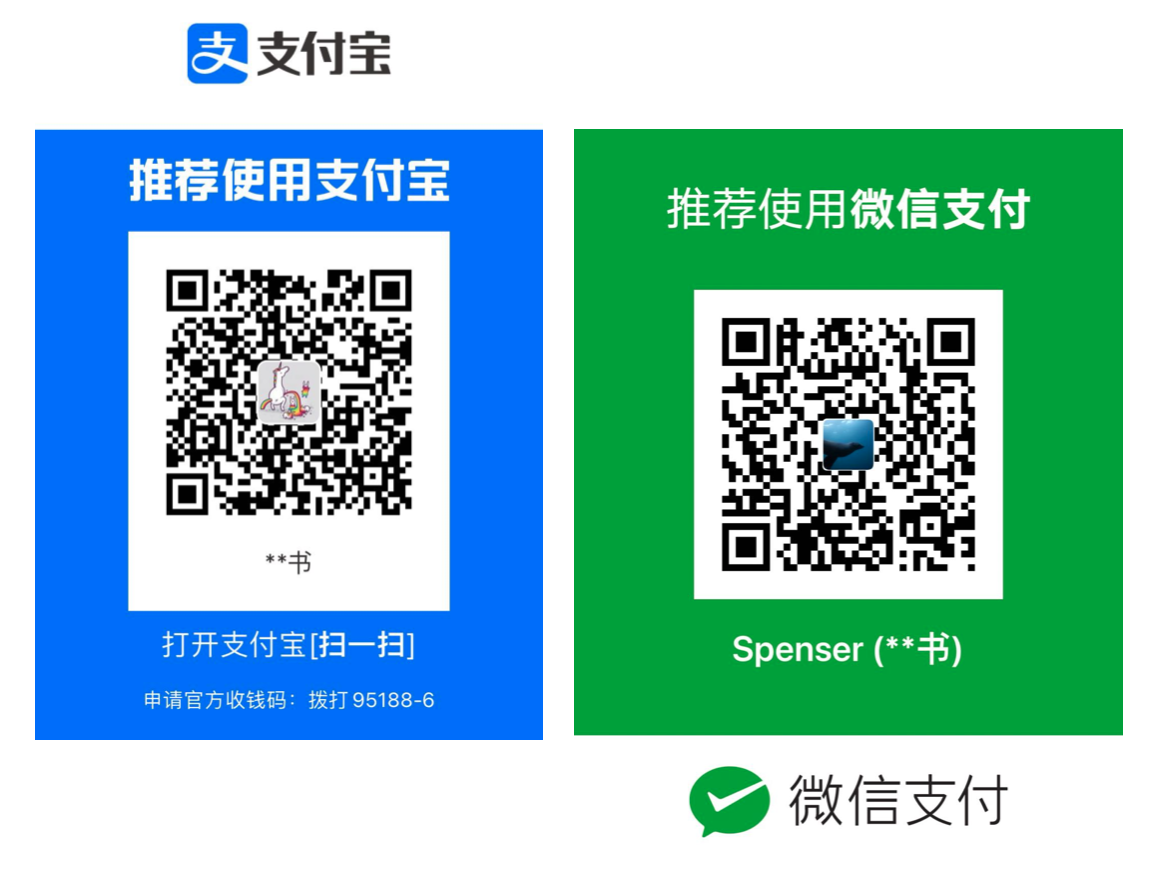 支付宝
推荐使用支付宝
**书
打开支付宝[扫一扫]
申请官方收钱码：拨打 95188-6
推荐使用微信支付
Spenser (**书)
微信支付